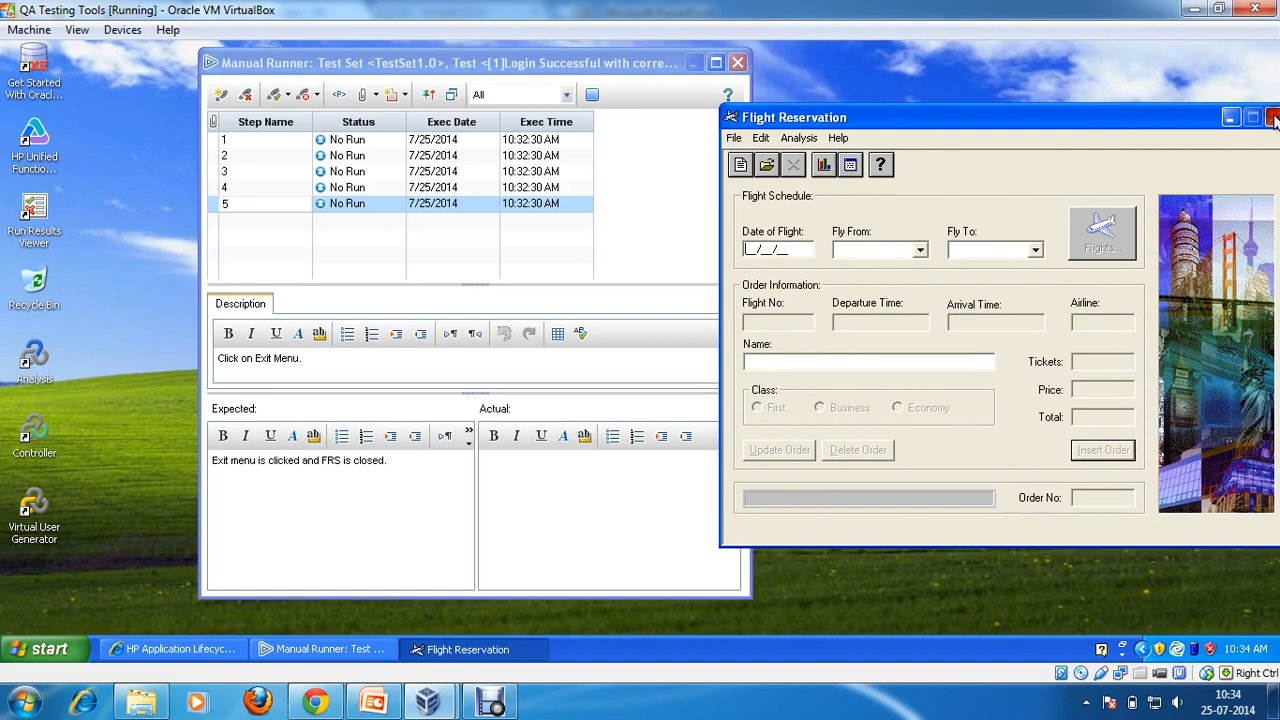 QA Testing Tools [Running] - Oracle VM VirtualBox
Machine View Devices Help
Get Started With Oracl...
HP Unified Functio...
Run Results Viewer
Recycle Bin
Analysis
Controller
Virtual User Generator
Manual Runner: Test Set <TestSet1.0>, Test <[1]Login Successful with corre...
All
Step Name Status Exec Date Exec Time
1 No Run 7/25/2014 10:32:30 AM
2 No Run 7/25/2014 10:32:30 AM
3 No Run 7/25/2014 10:32:30 AM
4 No Run 7/25/2014 10:32:30 AM
5 No Run 7/25/2014 10:32:30 AM
Description
B I U A ab
Click on Exit Menu.
Expected: Actual:
B I U A ab » B I U A ab
Exit menu is clicked and FRS is closed.
Flight Reservation
File Edit Analysis Help
Flight Schedule:
Date of Flight: Fly From: Fly To:
__/__/__
Flights...
Order Information:
Flight No: Departure Time: Arrival Time: Airline:
Name:
Tickets:
Class:
First Business Economy
Price:
Total:
Update Order Delete Order Insert Order
Order No:
start HP Application Lifecyc... Manual Runner: Test ... Flight Reservation 10:34 AM
Right Ctrl
10:34
25-07-2014